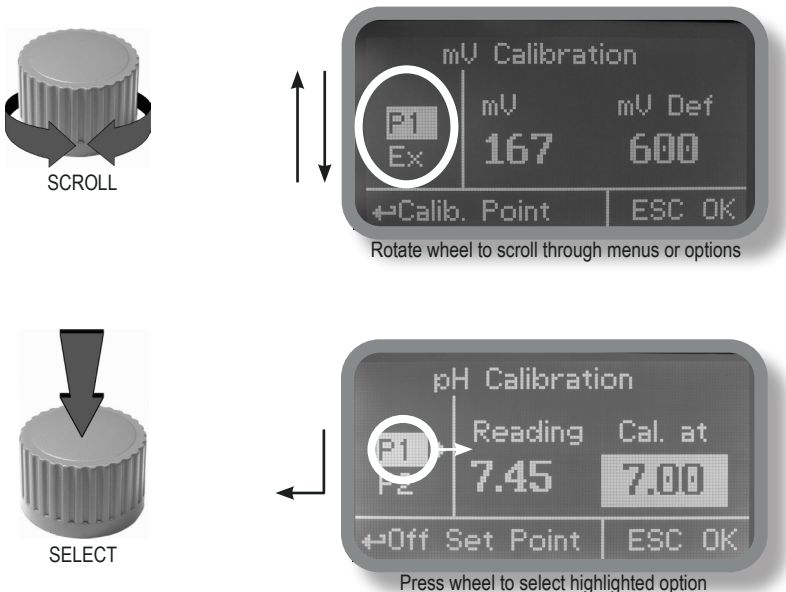 SCROLL
mV Calibration
P1
Ex
mV
167
mV Def
600
↵Calib. Point
ESC OK
Rotate wheel to scroll through menus or options
SELECT
pH Calibration
P1
P2
Reading
7.45
Cal. at
7.00
↵Off Set Point
ESC OK
Press wheel to select highlighted option